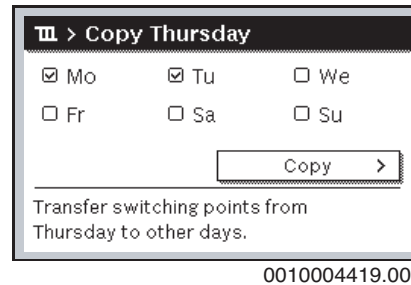 > Copy Thursday
Mo Tu We
Fr Sa Su
Copy >
Transfer switching points from
Thursday to other days.
0010004419.00